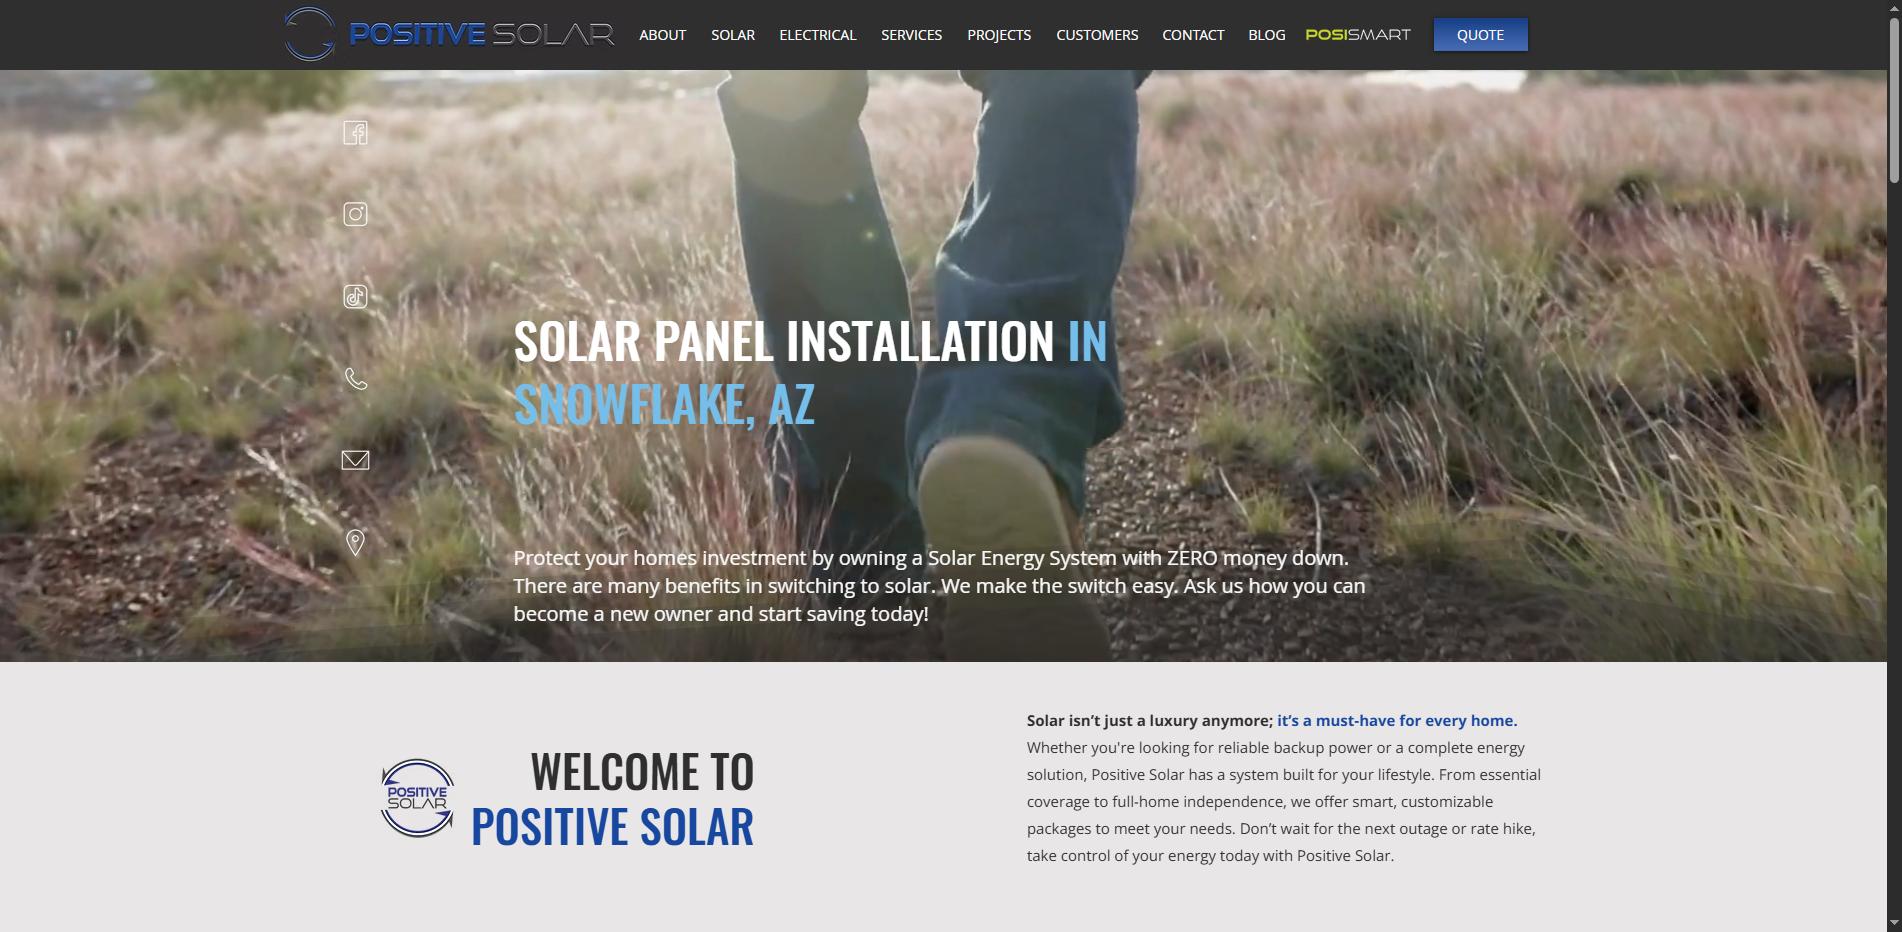 POSITIVE SOLAR
ABOUT
SOLAR
ELECTRICAL
SERVICES
PROJECTS
CUSTOMERS
CONTACT
BLOG
POSISMART
QUOTE
SOLAR PANEL INSTALLATION IN
SNOWFLAKE, AZ
Protect your homes investment by owning a Solar Energy System with ZERO money down.
There are many benefits in switching to solar. We make the switch easy. Ask us how you can
become a new owner and start saving today!
POSITIVE
SOLAR
WELCOME TO
POSITIVE SOLAR
Solar isn’t just a luxury anymore; it’s a must-have for every home.
Whether you're looking for reliable backup power or a complete energy
solution, Positive Solar has a system built for your lifestyle. From essential
coverage to full-home independence, we offer smart, customizable
packages to meet your needs. Don’t wait for the next outage or rate hike,
take control of your energy today with Positive Solar.